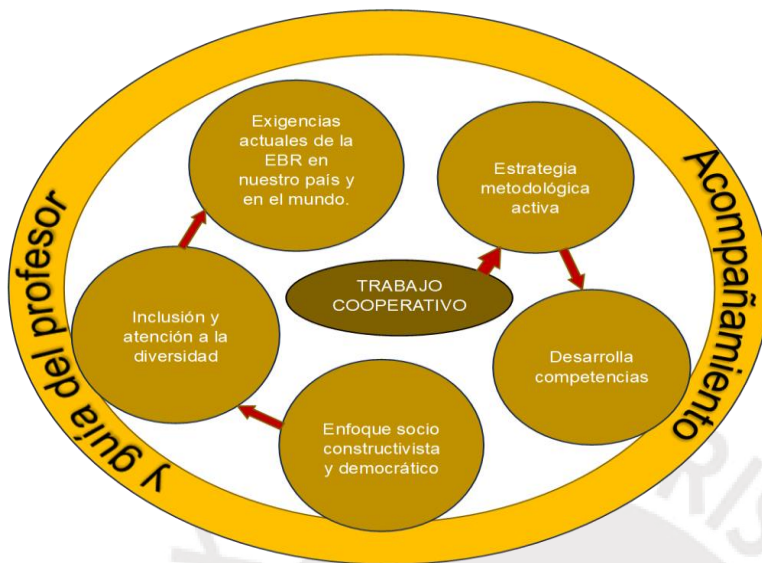 Exigencias
actuales de la
EBR en
nuestro país y
en el mundo.
Estrategia
metodológica
activa
TRABAJO
COOPERATIVO
Inclusión y
atención a la
diversidad
Desarrolla
competencias
Enfoque socio
constructivista
y democrático
Acompañamiento
y guía del profesor
RIS